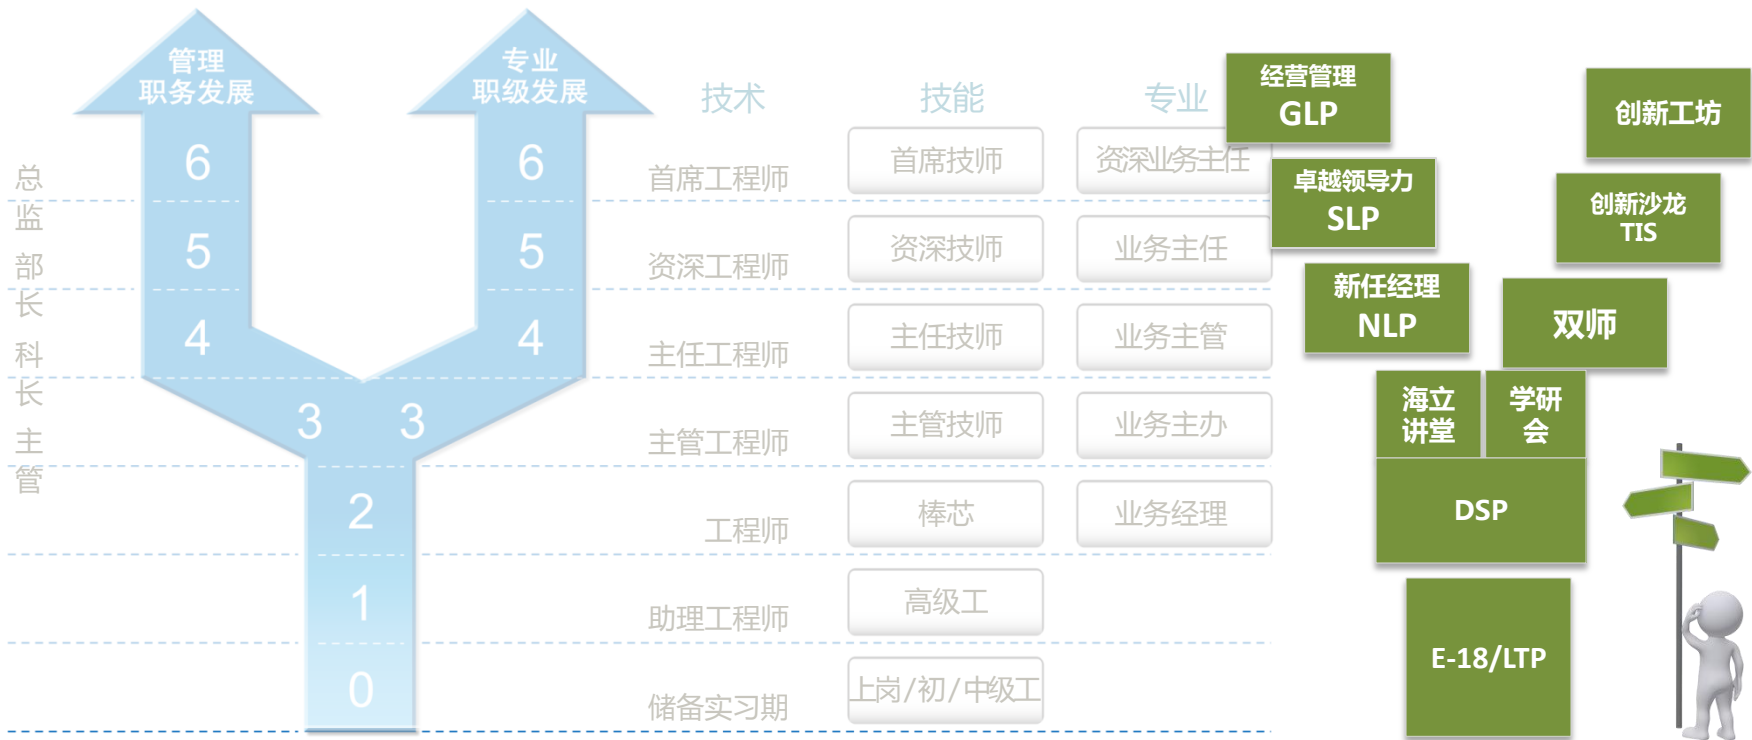 管理
职务发展
专业
职级发展
技术
技能
专业
6
6
5
5
4
4
3
3
2
1
0
总监
部长
科长
主管
首席工程师
首席技师
资深业务主任
资深工程师
资深技师
业务主任
主任工程师
主任技师
业务主管
主管工程师
主管技师
业务主办
工程师
棒芯
业务经理
助理工程师
高级工
储备实习期
上岗/初/中级工
经营管理
GLP
创新工坊
卓越领导力
SLP
创新沙龙
TIS
新任经理
NLP
双师
海立
讲堂
学研
会
DSP
E-18/LTP